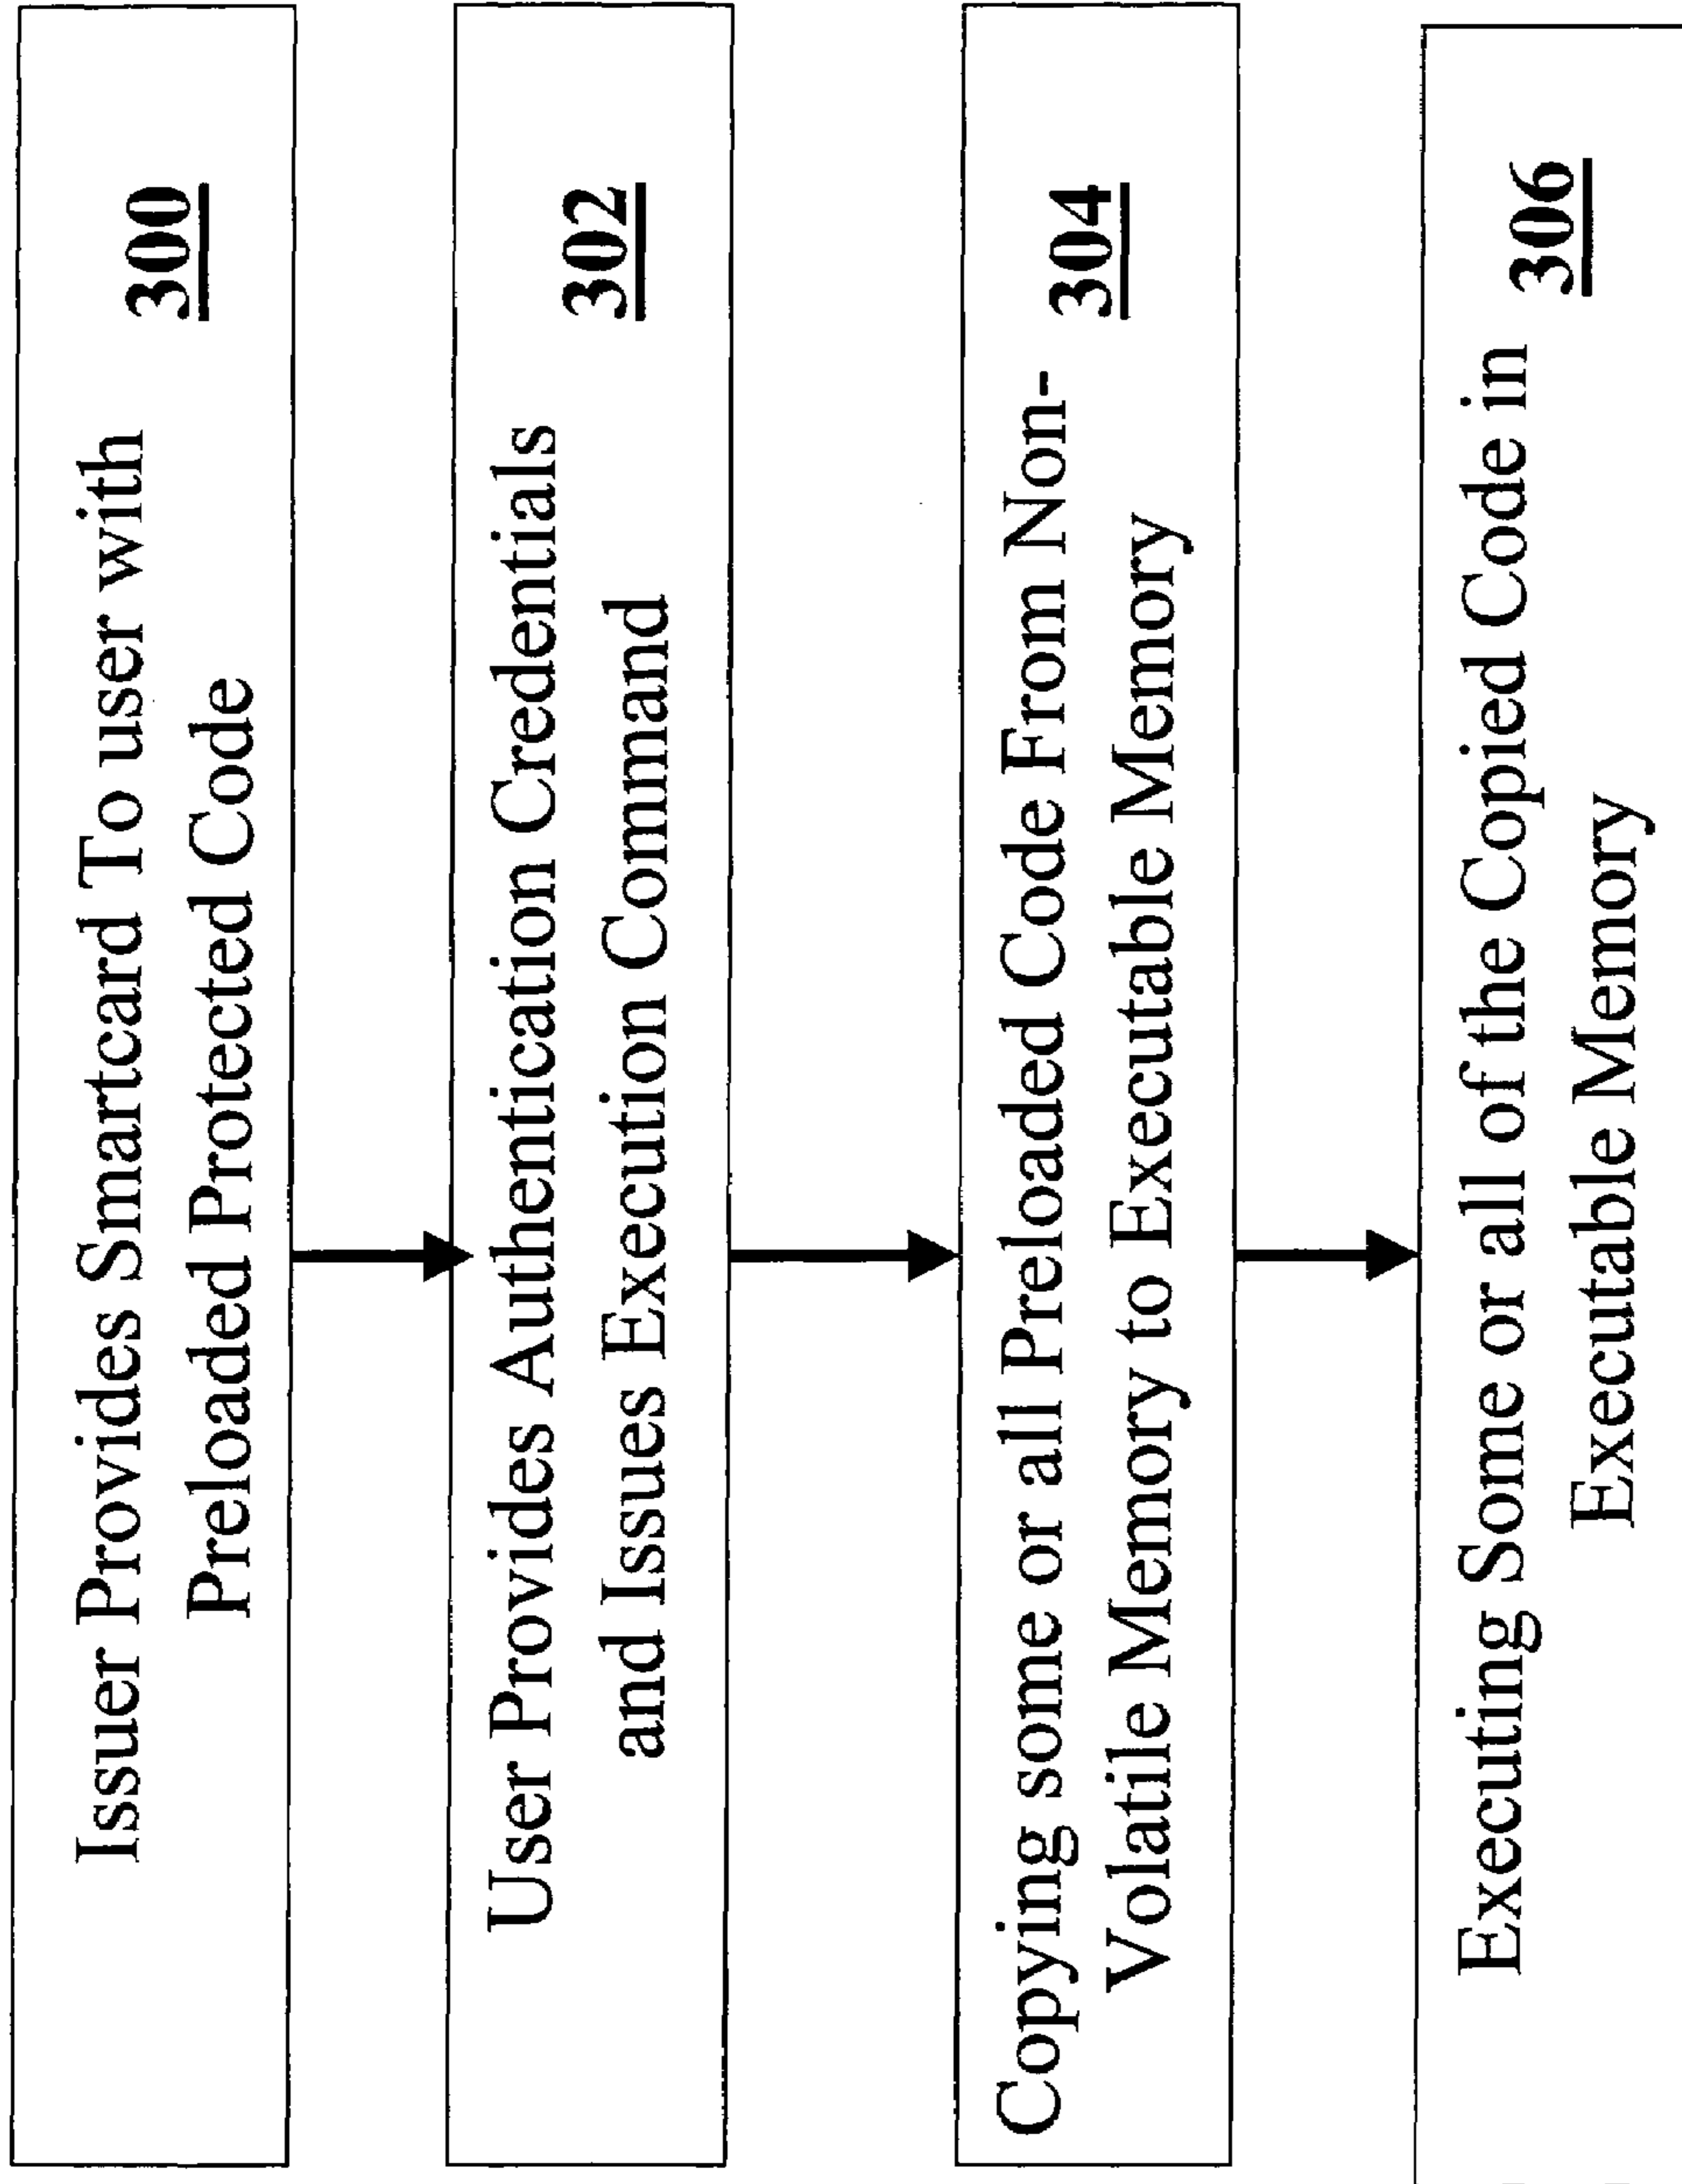 Issuer Provides Smartcard To user with
Preloaded Protected Code
300
User Provides Authentication Credentials
and Issues Execution Command
302
Copying some or all Preloaded Code From Non-
Volatile Memory to Executable Memory
304
Executing Some or all of the Copied Code in
Executable Memory
306